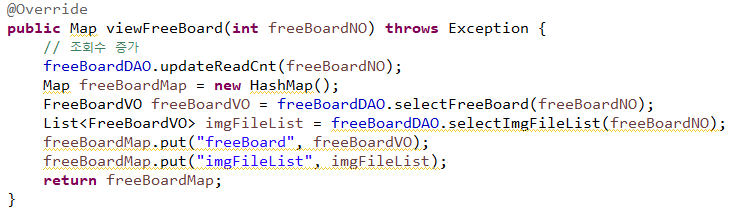 @Override
public Map viewFreeBoard(int freeBoardNO) throws Exception {
    // 조회수 증가
    freeBoardDAO.updateReadCnt(freeBoardNO);
    Map freeBoardMap = new HashMap();
    FreeBoardVO freeBoardVO = freeBoardDAO.selectFreeBoard(freeBoardNO);
    List<FreeBoardVO> imgFileList = freeBoardDAO.selectImgFileList(freeBoardNO);
    freeBoardMap.put("freeBoard", freeBoardVO);
    freeBoardMap.put("imgFileList", imgFileList);
    return freeBoardMap;
}